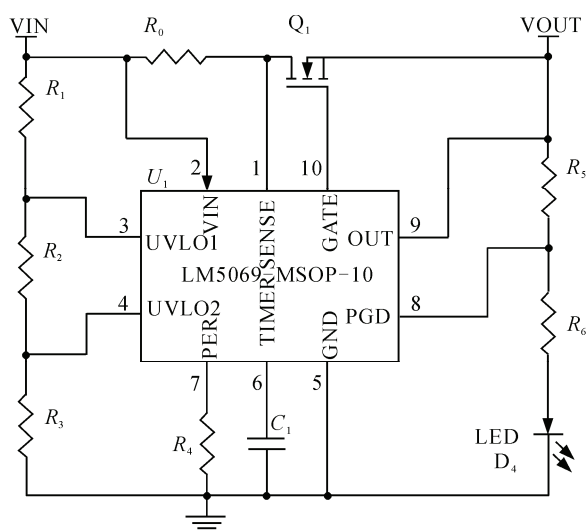 VIN
R0
Q1
VOUT
R1
2
1
10
U1
R5
3
VIN
SENSE
GATE
9
UVLO1
OUT
R2
LM5069 MSOP-10
4
UVLO2
PER
TIMER
GND
PGD
8
R6
7
6
5
R3
R4
C1
LED
D4